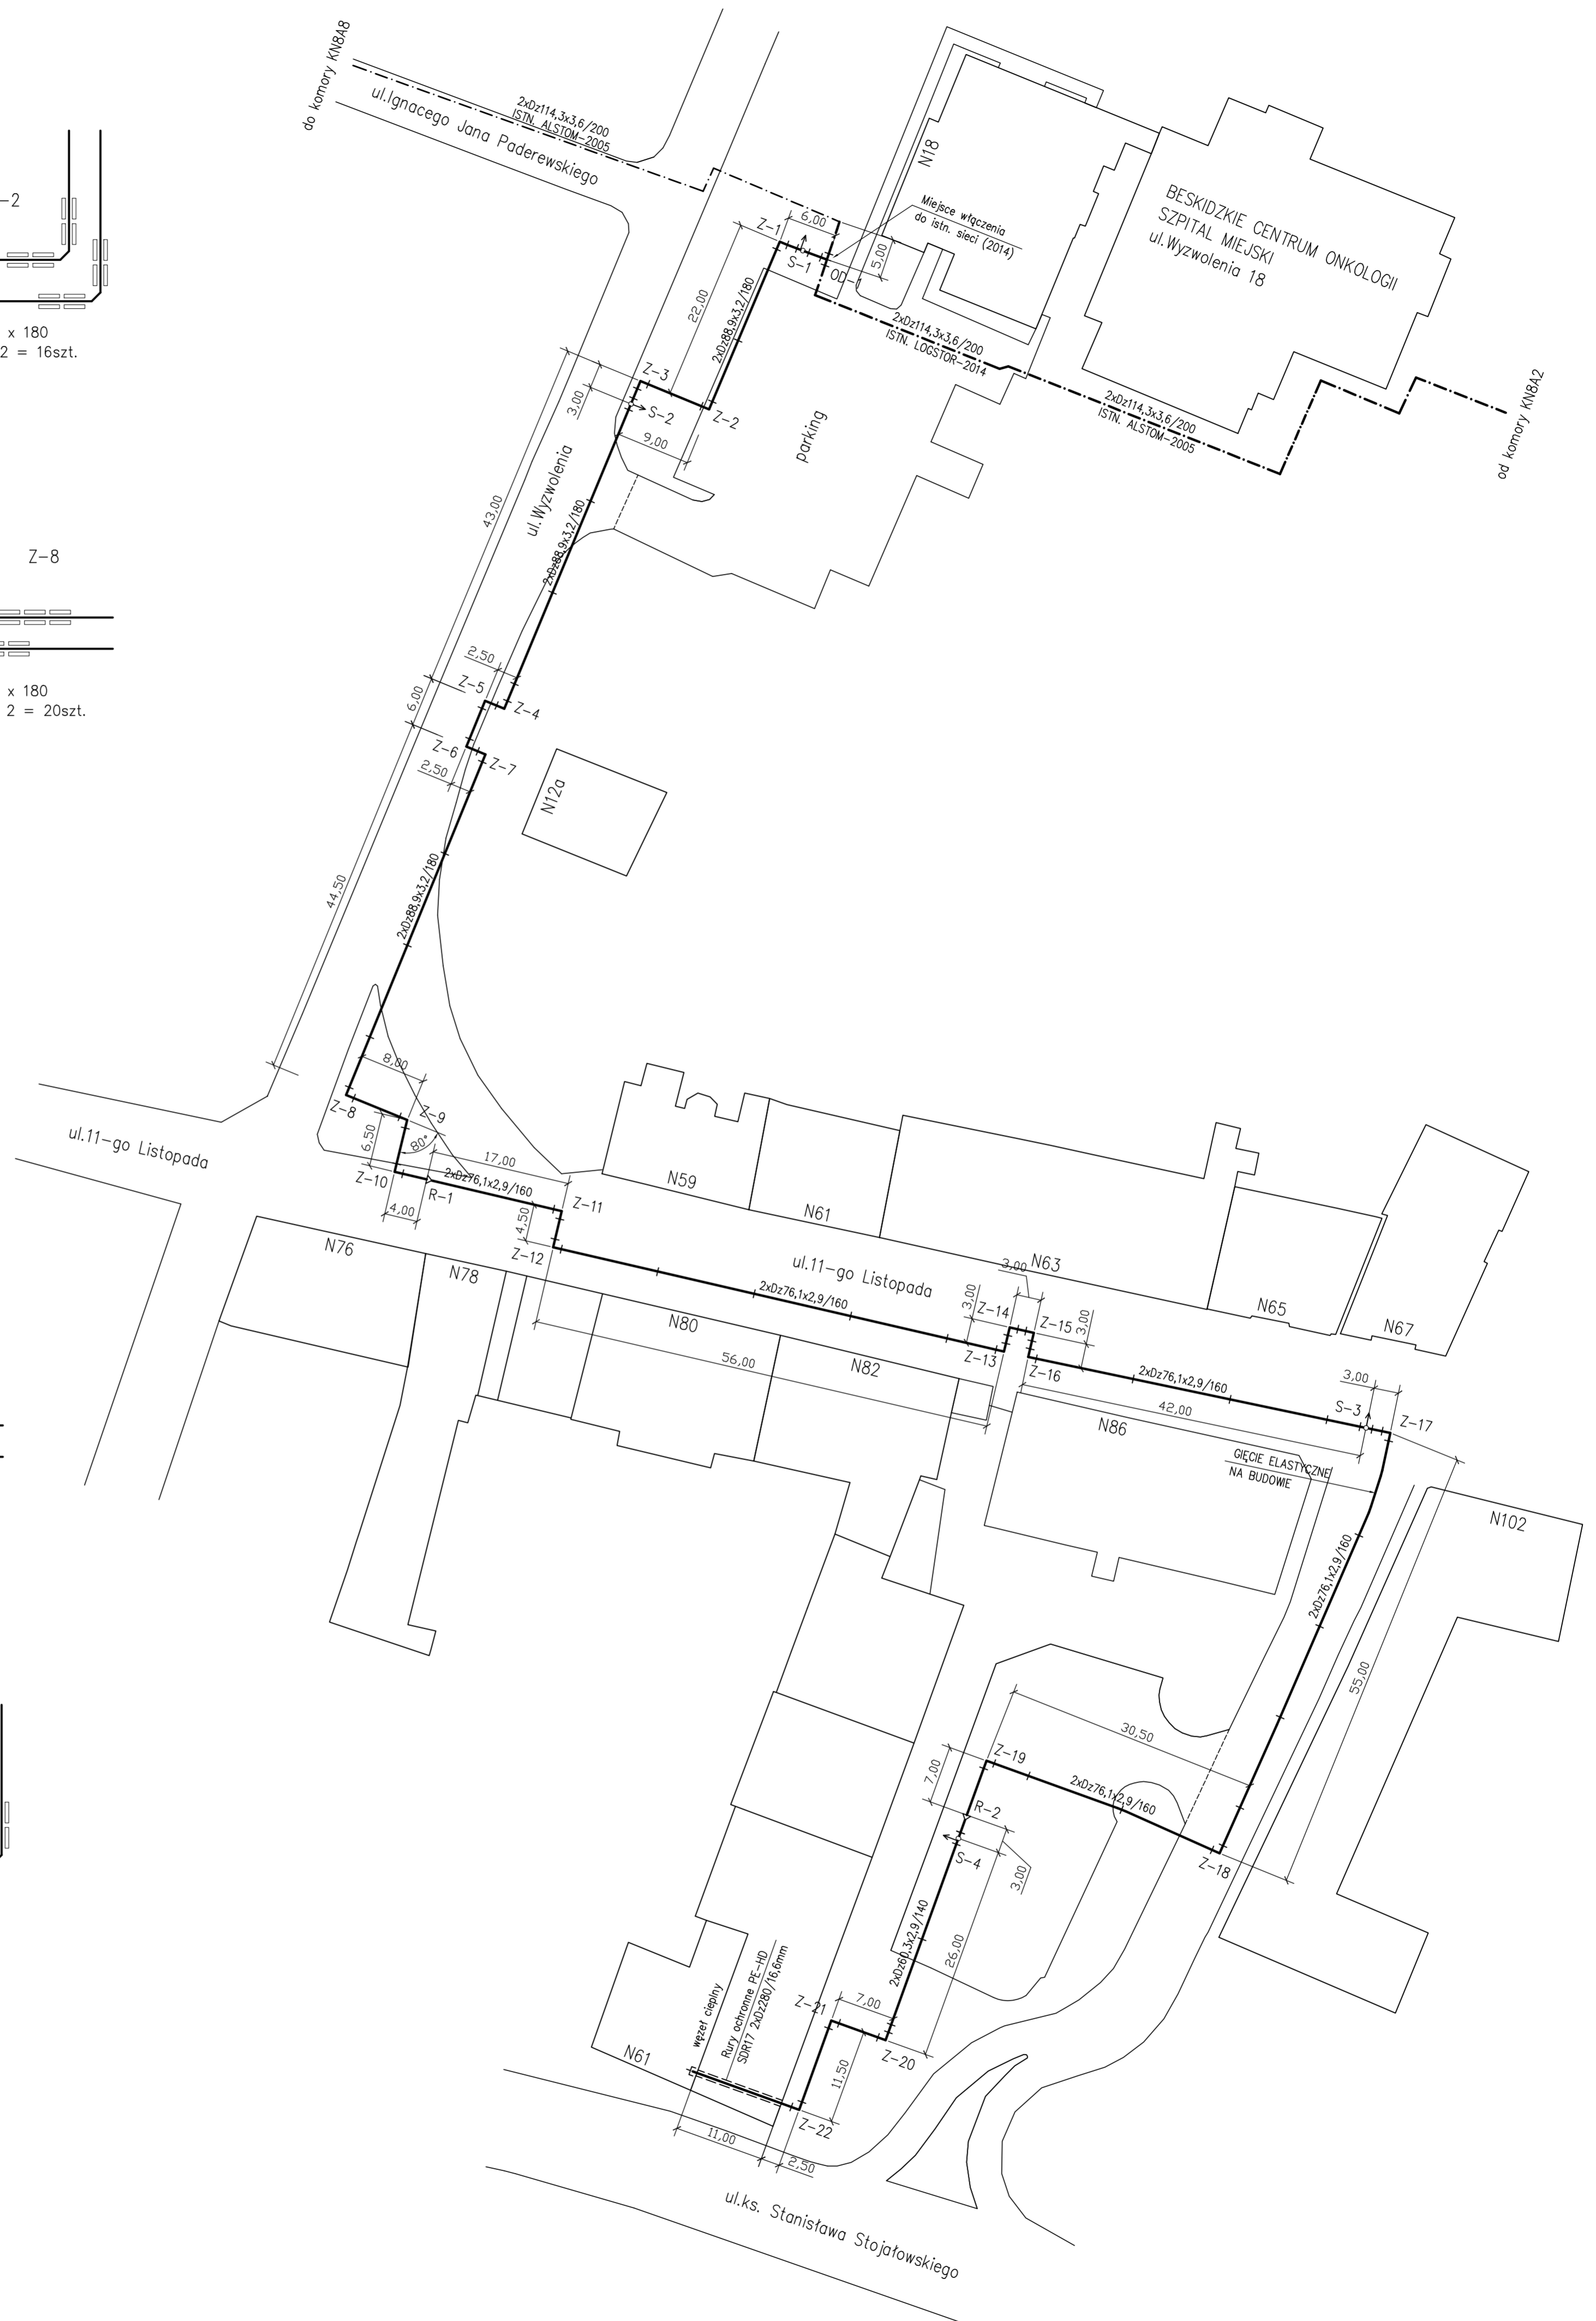 do komory KN8A8
2xDz114,3x3,6/200
ISTN. ALSTOM-2005
ul.Ignacego Jana Paderewskiego
N18
BESKIDZKIE CENTRUM ONKOLOGII
SZPITAL MIEJSKI
ul.Wyzwolenia 18
Miejsce włączenia
do istn. sieci (2014)
-2
x 180
2 = 16szt.
Z-1
6,00
S-1
OD-1
5,00
22,00
2xDz88,9x3,2/180
2xDz114,3x3,6/200
ISTN. LOGSTOR-2014
2xDz114,3x3,6/200
ISTN. ALSTOM-2005
od komory KN8A2
Z-3
3,00
S-2
Z-2
9,00
parking
ul.Wyzwolenia
43,00
2xDz88,9x3,2/180
Z-8
x 180
2 = 20szt.
2,50
Z-5
Z-4
6,00
Z-6
Z-7
2,50
N12a
44,50
2xDz88,9x3,2/180
8,00
Z-8
Z-9
6,50
80°
ul.11-go Listopada
17,00
2xDz76,1x2,9/160
Z-10
R-1
4,00
Z-11
4,50
Z-12
N59
N61
N63
N65
N67
ul.11-go Listopada
N76
N78
N80
N82
2xDz76,1x2,9/160
56,00
3,00
3,00
Z-14
Z-15
3,00
Z-13
Z-16
2xDz76,1x2,9/160
42,00
3,00
S-3
Z-17
N86
GIĘCIE ELASTYCZNE
NA BUDOWIE
N102
2xDz76,1x2,9/160
55,00
30,50
Z-19
7,00
2xDz76,1x2,9/160
R-2
S-4
3,00
Z-18
26,00
2xDz60,3x2,9/140
7,00
Z-21
Z-20
11,50
węzeł cieplny
Rury ochronne PE-HD
SDR17 2xDz280/16,6mm
N61
Z-22
11,00
2,50
ul.ks. Stanisława Stojałowskiego